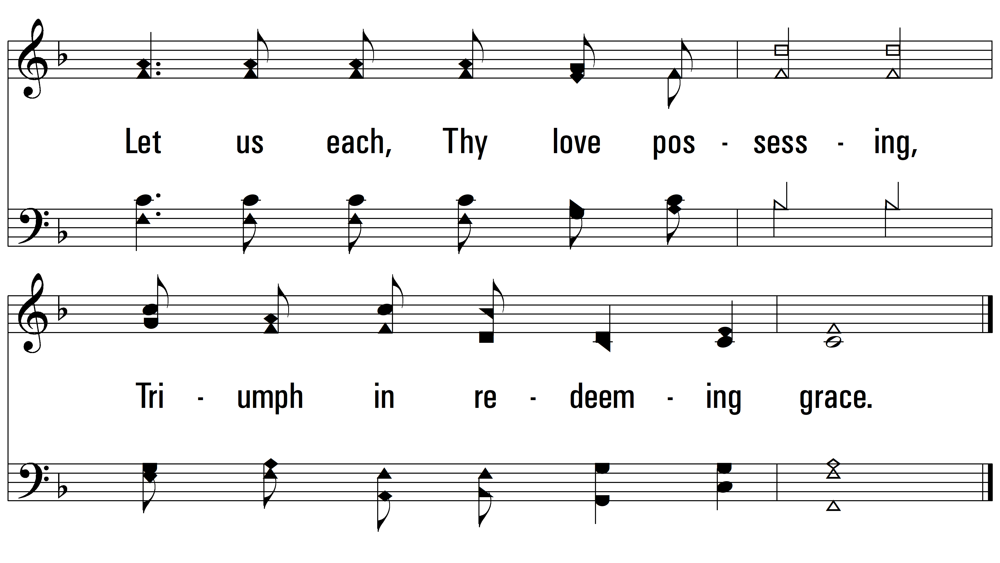 Let us each, Thy love pos - sess - ing,
Tri - umph in re - deem - ing grace.